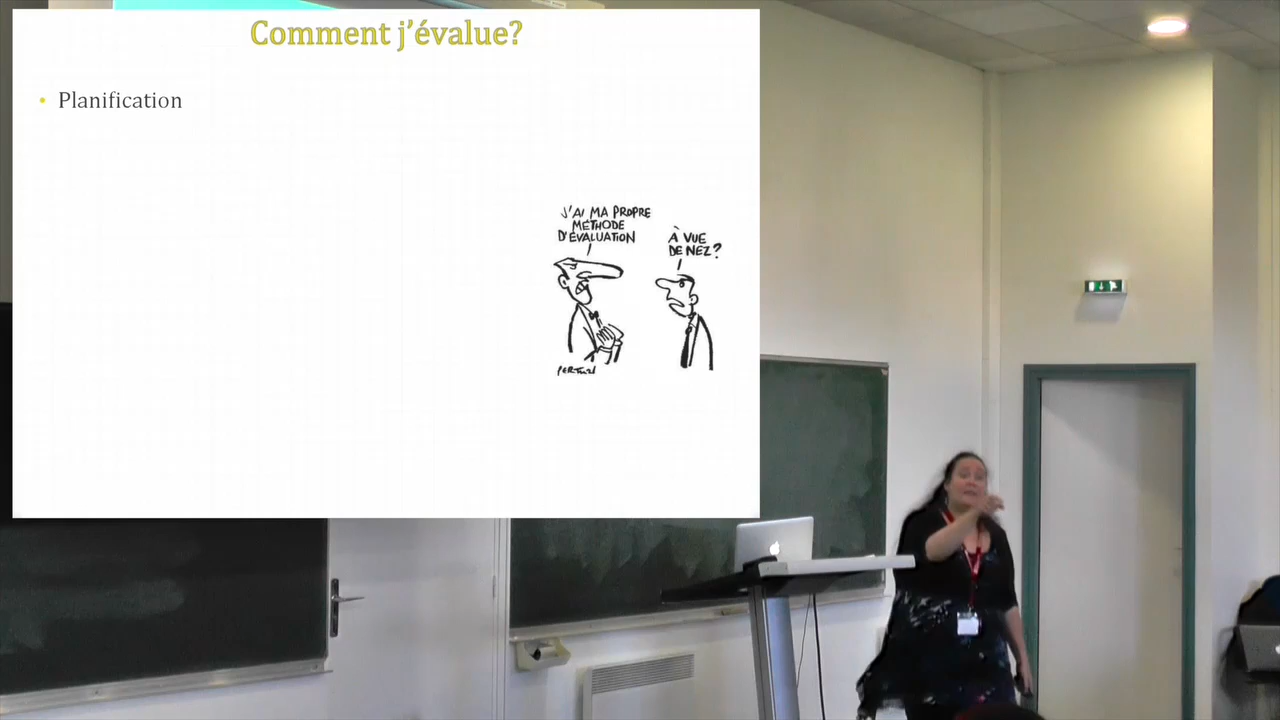 Comment j’évalue?
• Planification
J'AI MA PROPRE
MÉTHODE
D'ÉVALUATION
À VUE
DE NEZ?